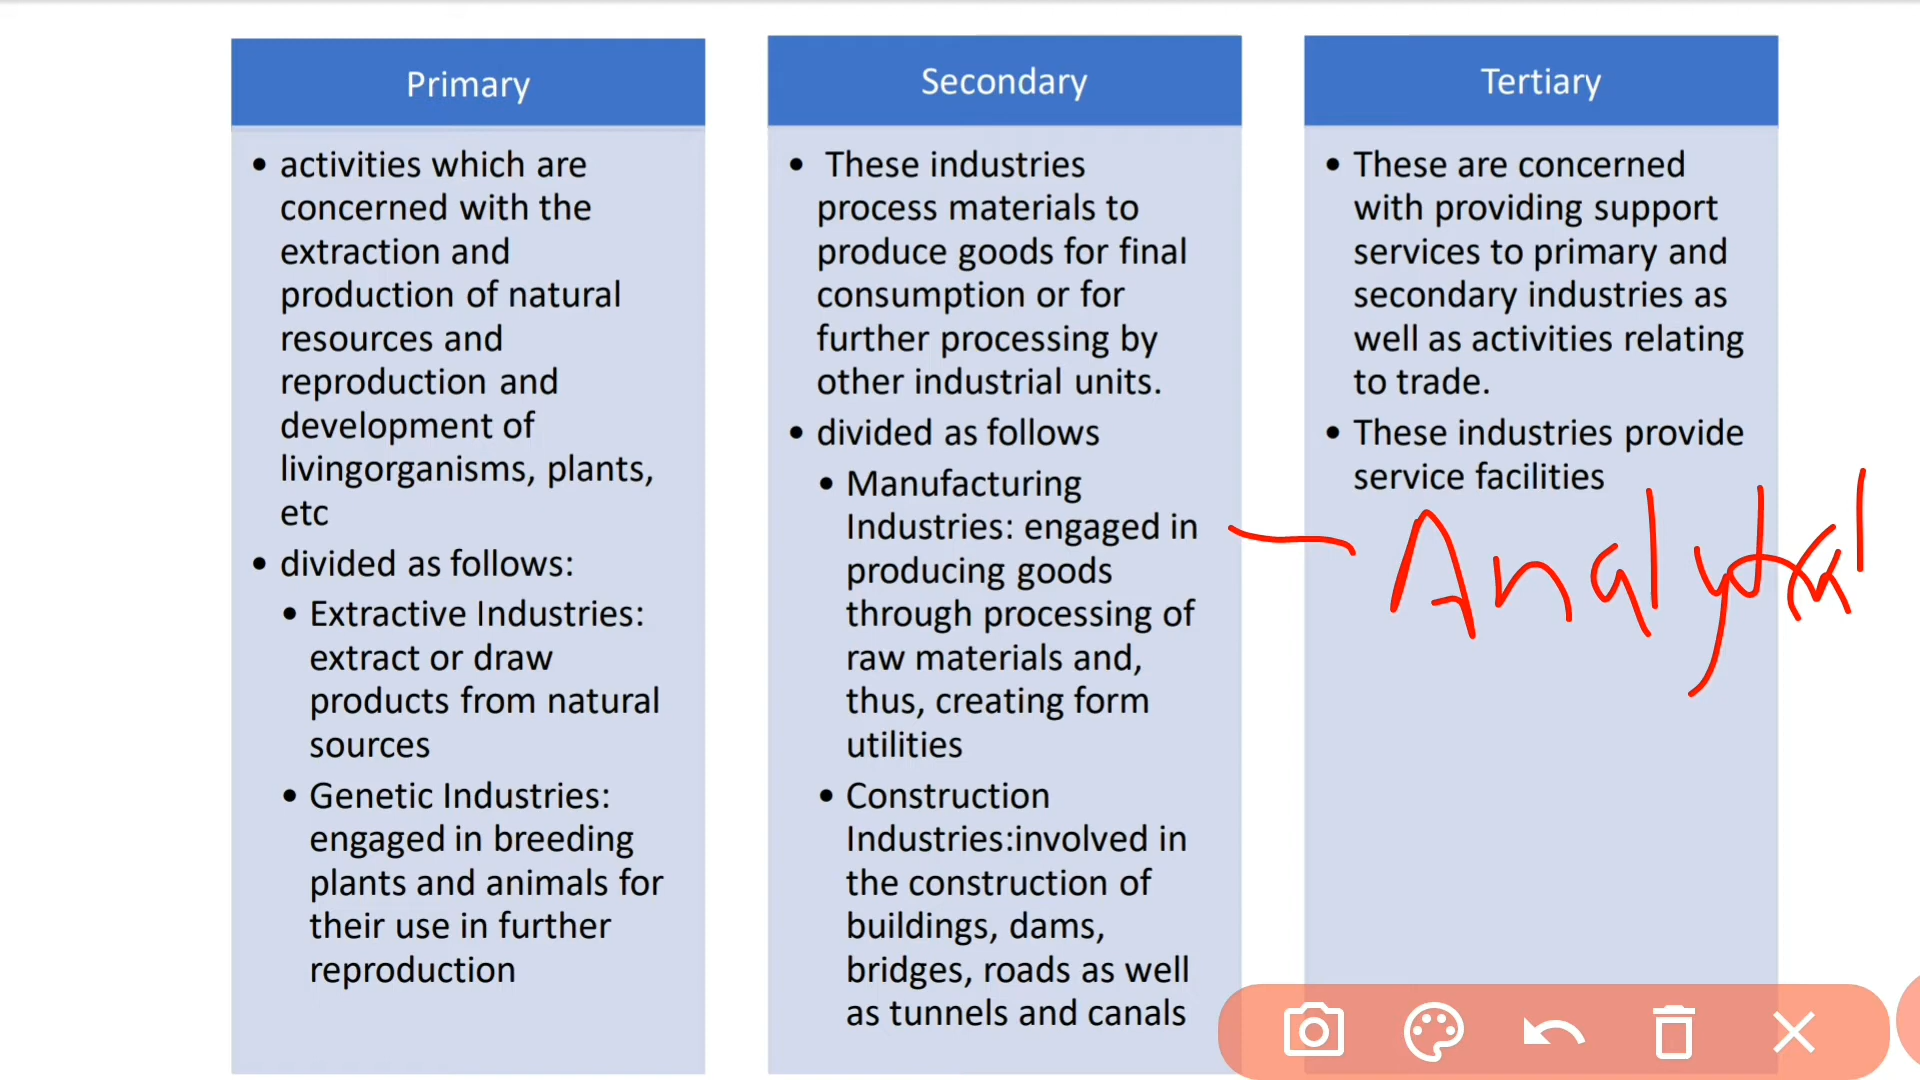 Primary
• activities which are
concerned with the
extraction and
production of natural
resources and
reproduction and
development of
livingorganisms, plants,
etc
• divided as follows:
• Extractive Industries:
extract or draw
products from natural
sources
• Genetic Industries:
engaged in breeding
plants and animals for
their use in further
reproduction
Secondary
• These industries
process materials to
produce goods for final
consumption or for
further processing by
other industrial units.
• divided as follows
• Manufacturing
Industries: engaged in
producing goods
through processing of
raw materials and,
thus, creating form
utilities
• Construction
Industries:involved in
the construction of
buildings, dams,
bridges, roads as well
as tunnels and canals
Tertiary
• These are concerned
with providing support
services to primary and
secondary industries as
well as activities relating
to trade.
• These industries provide
service facilities